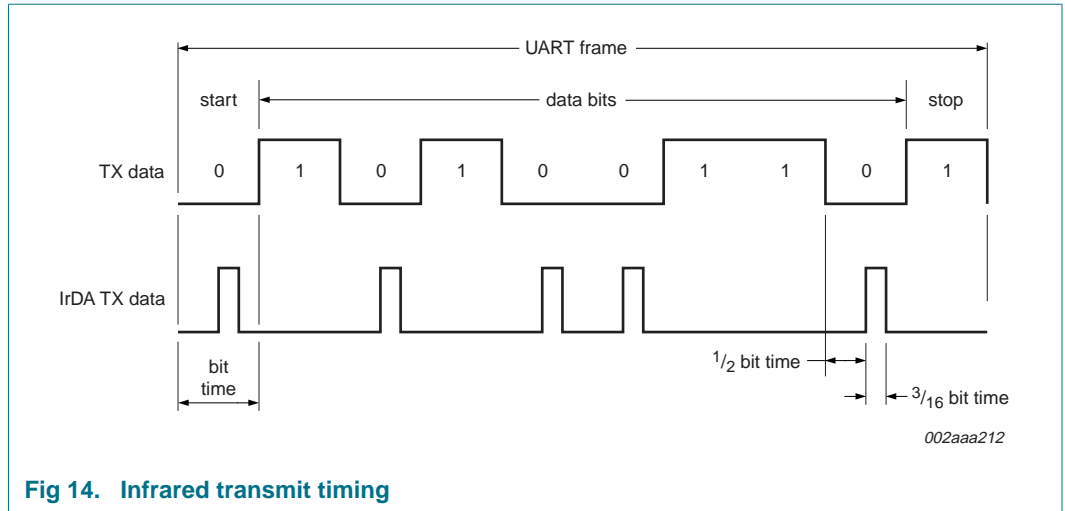 UART frame
start data bits stop
TX data 0 1 0 1 0 0 1 1 0 1
IrDA TX data
bit
time
1/2 bit time
3/16 bit time
002aaa212
Fig 14. Infrared transmit timing